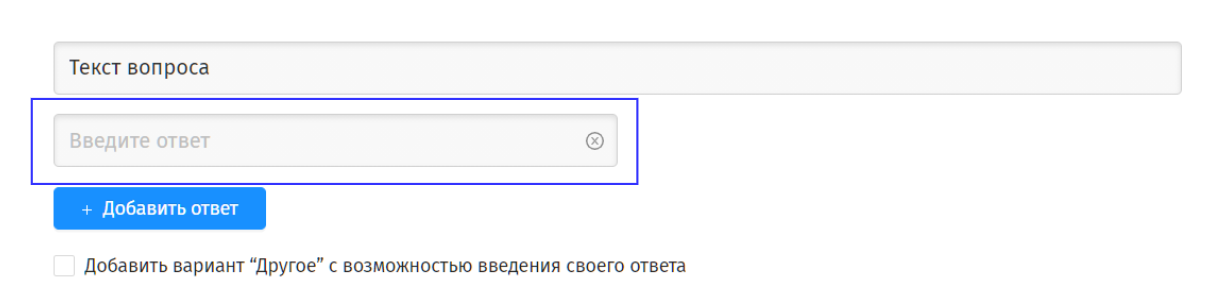 Текст вопроса
Введите ответ
+ Добавить ответ
Добавить вариант “Другое” с возможностью введения своего ответа